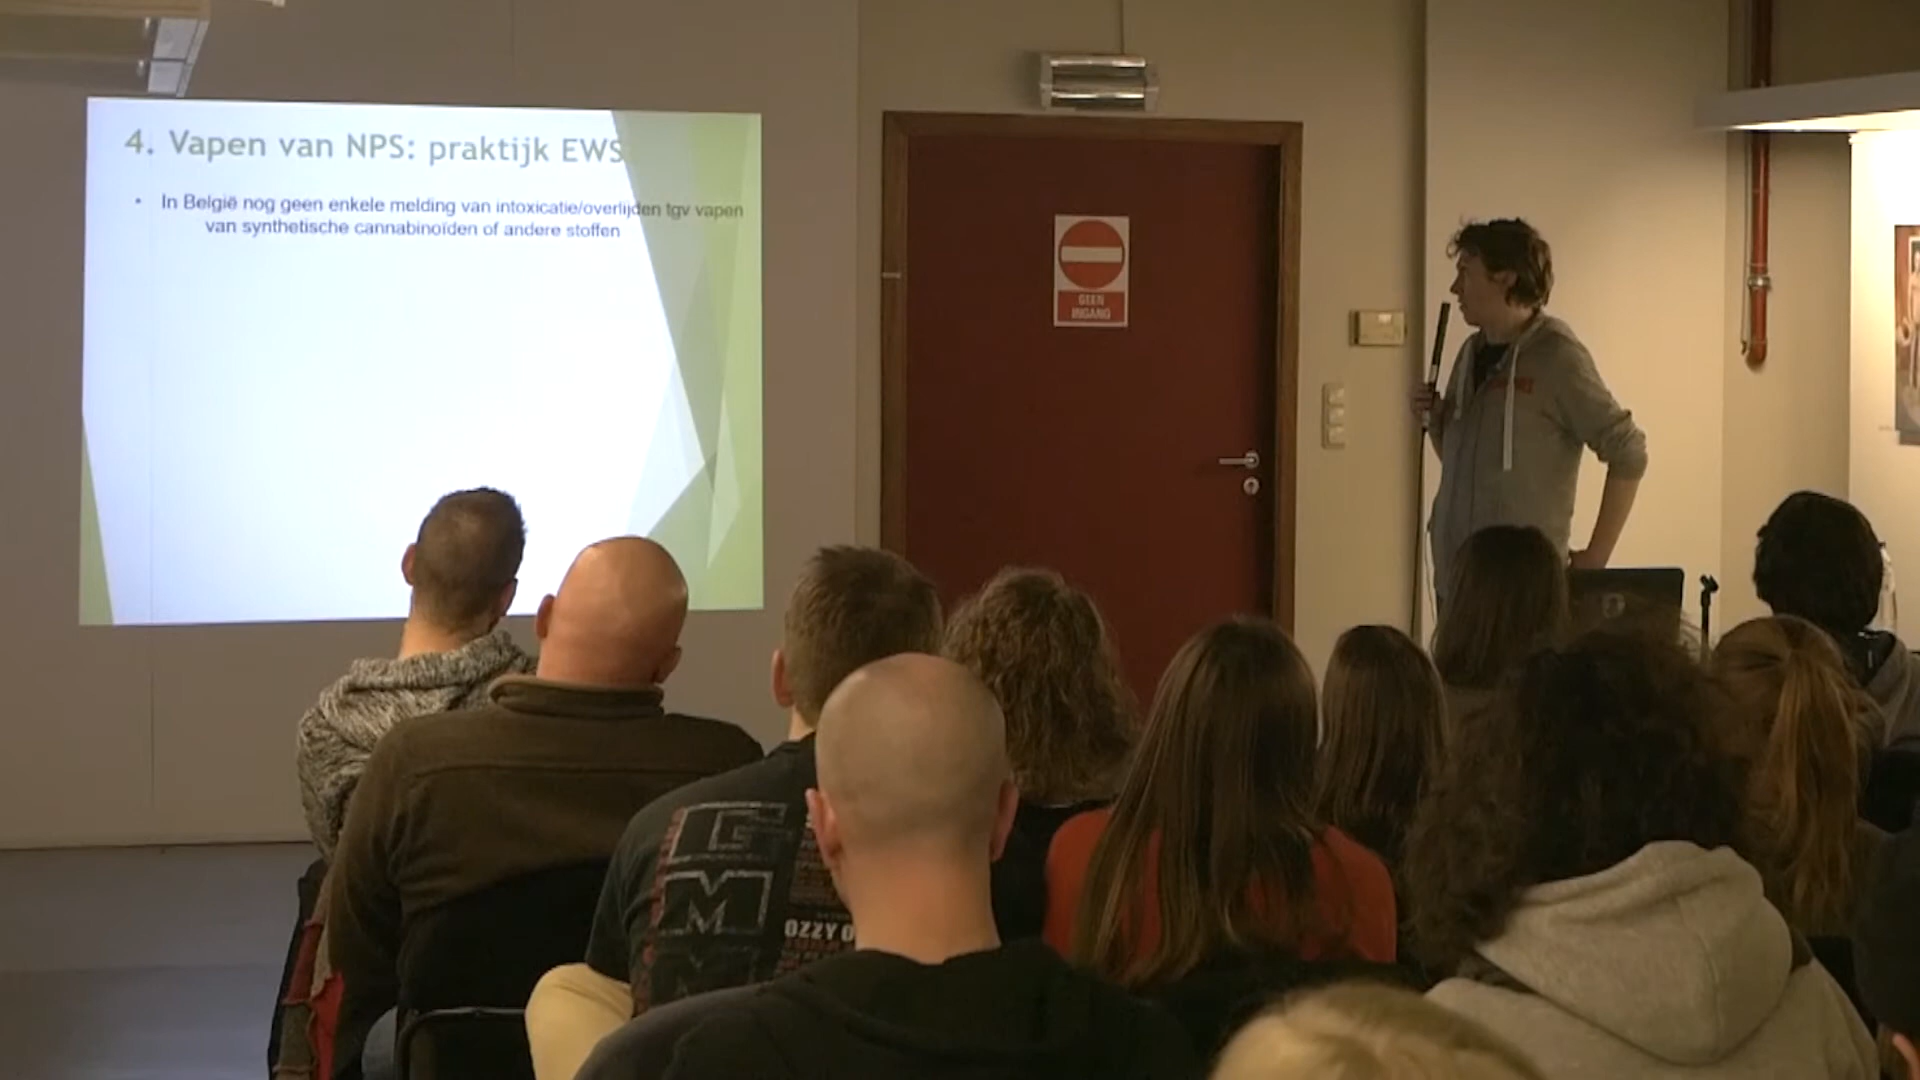 4. Vapen van NPS: praktijk EWS
• In België nog geen enkele melding van intoxicatie/overlijden tgv vapen
van synthetische cannabinoïden of andere stoffen
GEEN
INGANG
OZZY O